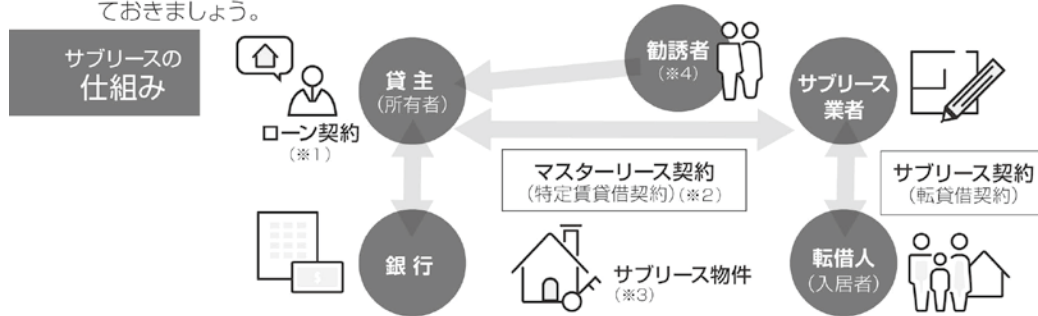 ておきましょう。
サブリースの
仕組み
ローン契約
(※1)
貸主
(所有者)
勧誘者
(※4)
サブリース
業者
マスターリース契約
(特定賃貸借契約)(※2)
サブリース契約
(転貸借契約)
銀行
サブリース物件
(※3)
転借人
(入居者)
$